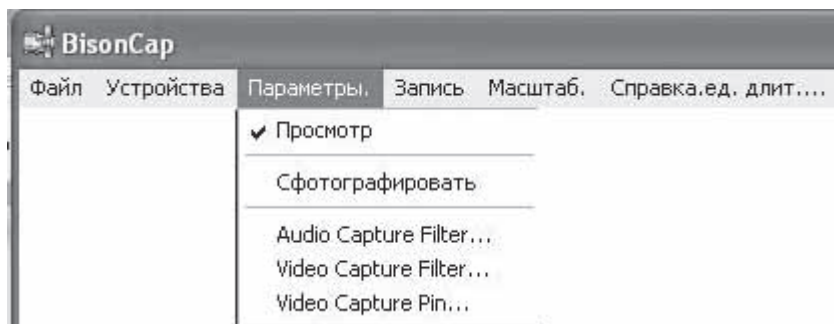 BisonCap
Файл Устройства Параметры. Запись Масштаб. Справка.ед. длит....
Просмотр
Сфотографировать
Audio Capture Filter...
Video Capture Filter...
Video Capture Pin...